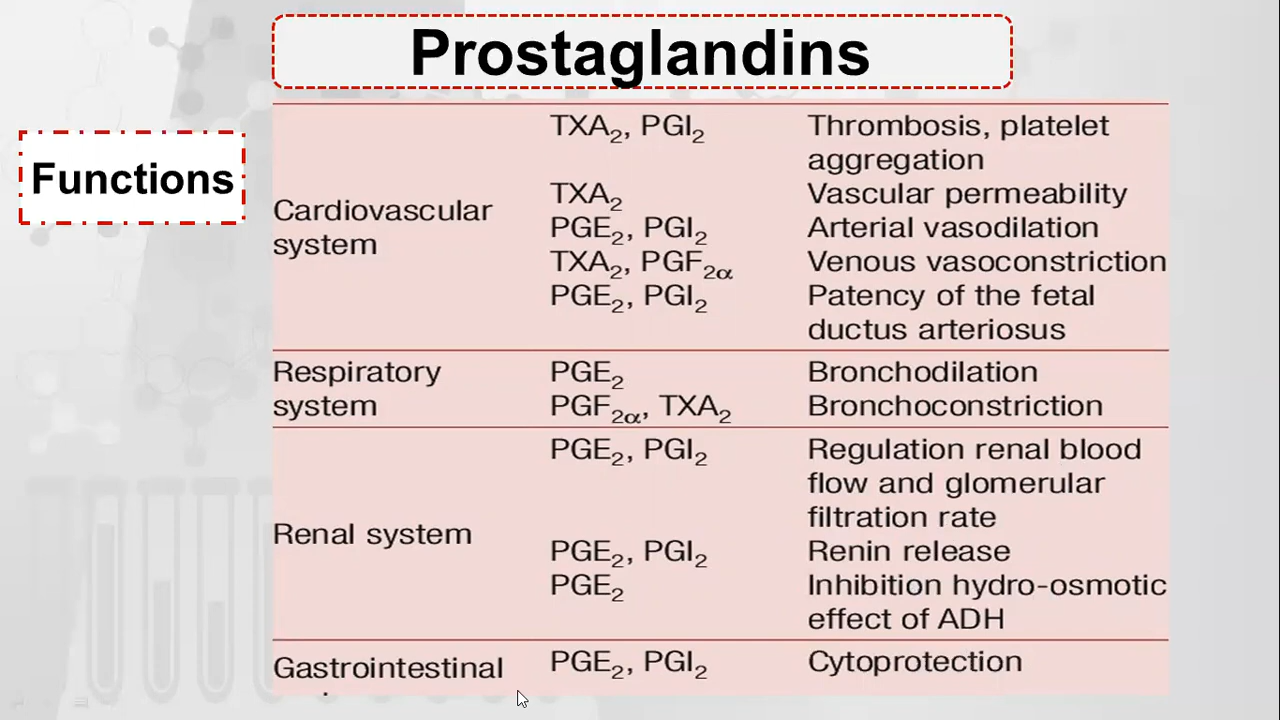 Prostaglandins
Functions
Cardiovascular
system
TXA₂, PGI₂ Thrombosis, platelet
aggregation
TXA₂ Vascular permeability
PGE₂, PGI₂ Arterial vasodilation
TXA₂, PGF₂α Venous vasoconstriction
PGE₂, PGI₂ Patency of the fetal
ductus arteriosus
Respiratory
system
PGE₂ Bronchodilation
PGF₂α, TXA₂ Bronchoconstriction
Renal system
PGE₂, PGI₂ Regulation renal blood
flow and glomerular
filtration rate
PGE₂, PGI₂ Renin release
PGE₂ Inhibition hydro-osmotic
effect of ADH
Gastrointestinal
PGE₂, PGI₂ Cytoprotection